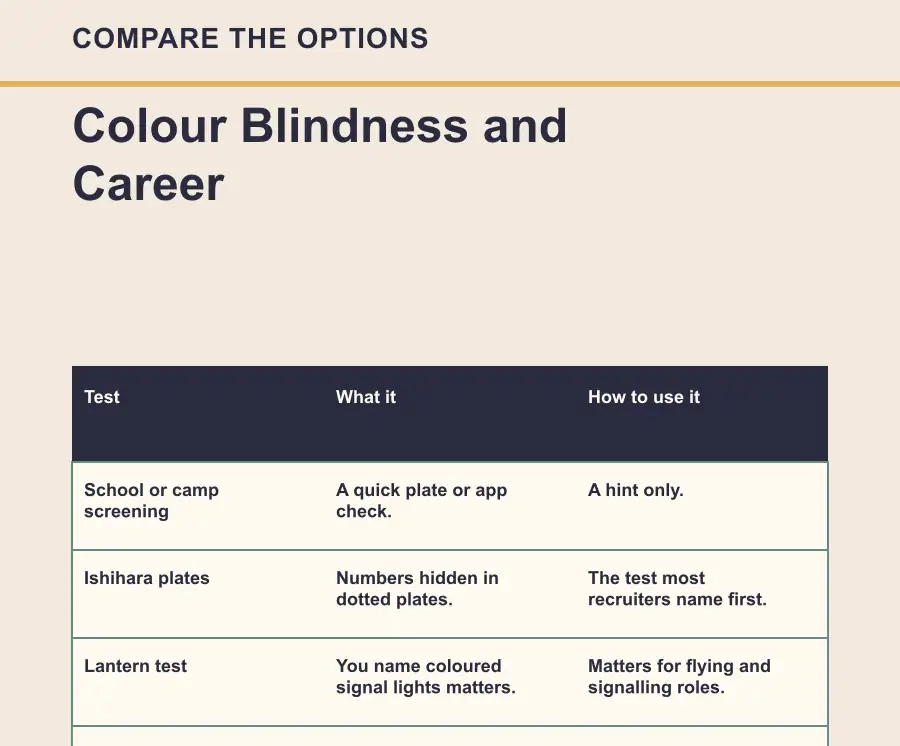 COMPARE THE OPTIONS
Colour Blindness and
Career
Test
What it
How to use it
School or camp
screening
A quick plate or app
check.
A hint only.
Ishihara plates
Numbers hidden in
dotted plates.
The test most
recruiters name first.
Lantern test
You name coloured
signal lights matters.
Matters for flying and
signalling roles.